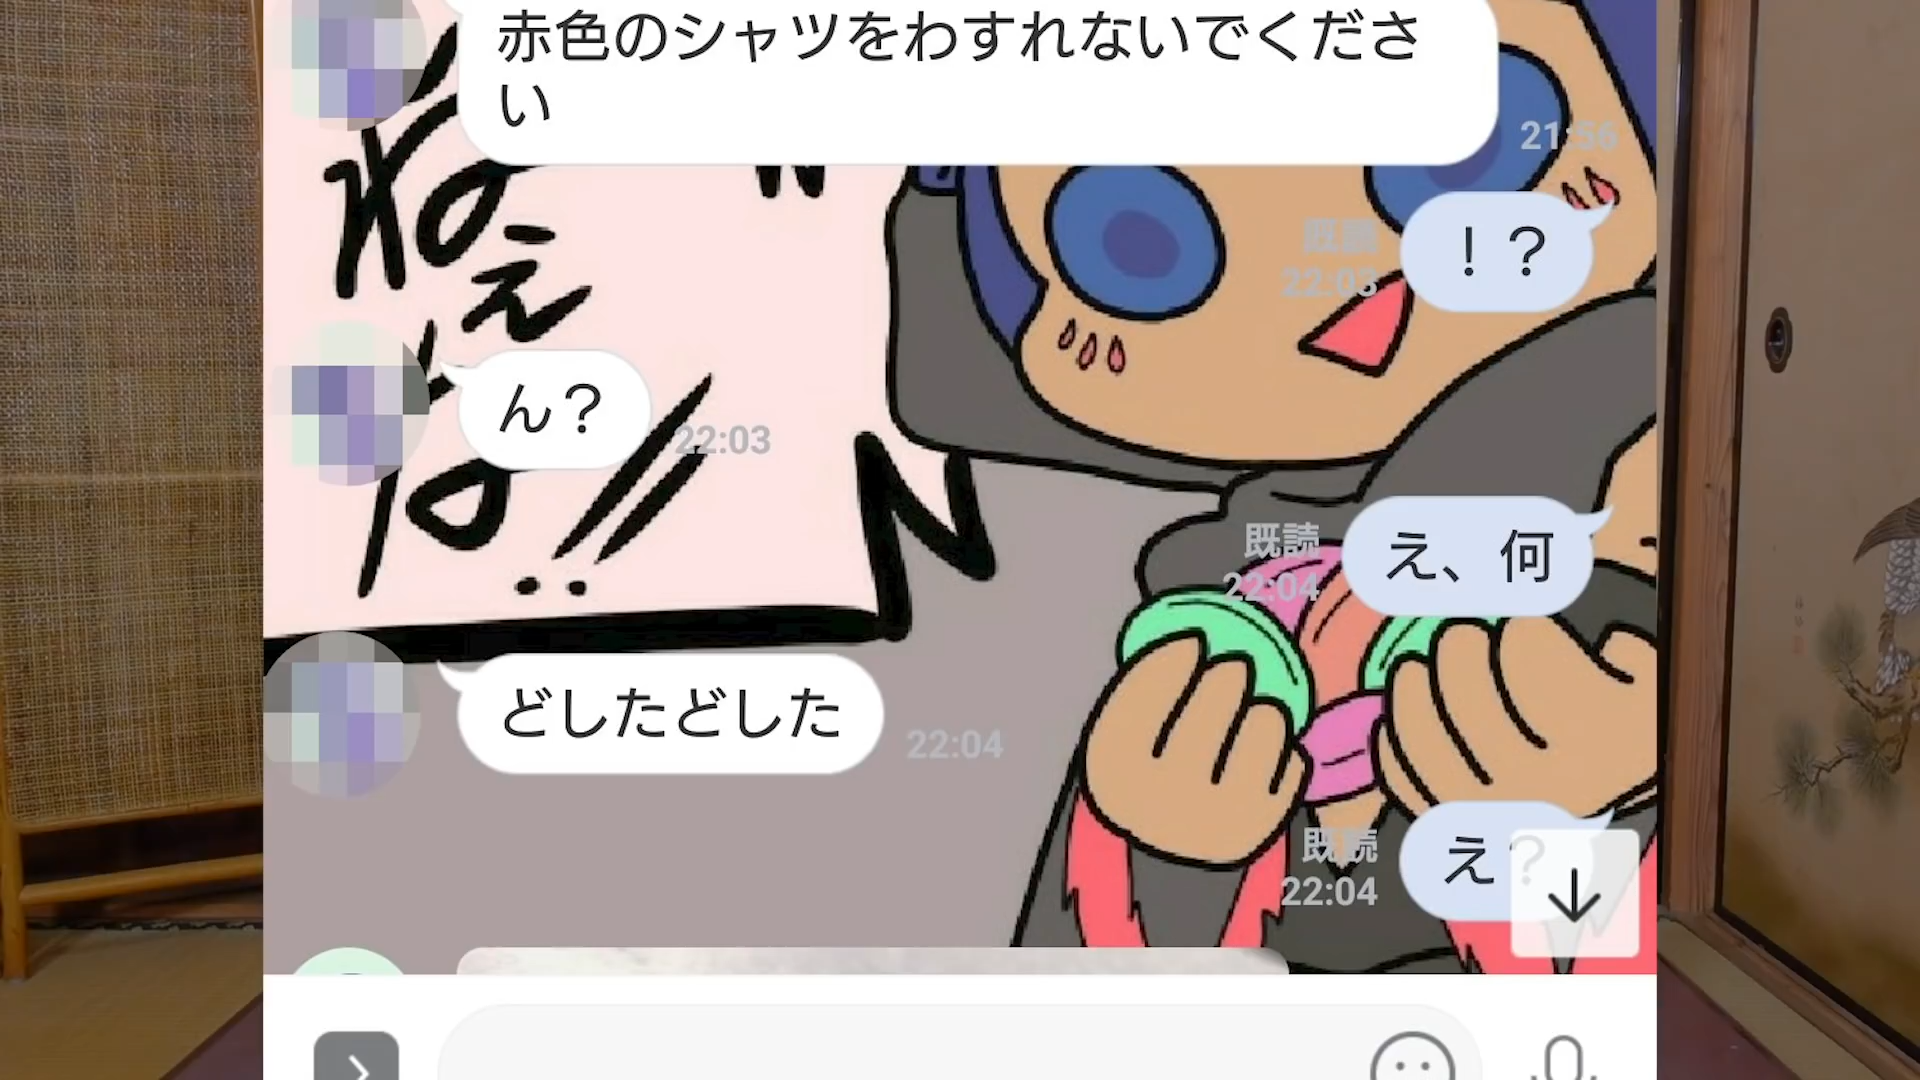 赤色のシャツをわすれないでくださ
い
21:56
！？
既読
22:03
ねぇ
ん？
22:03
え、何
既読
22:04
どしたどした
22:04
え？
既読
22:04